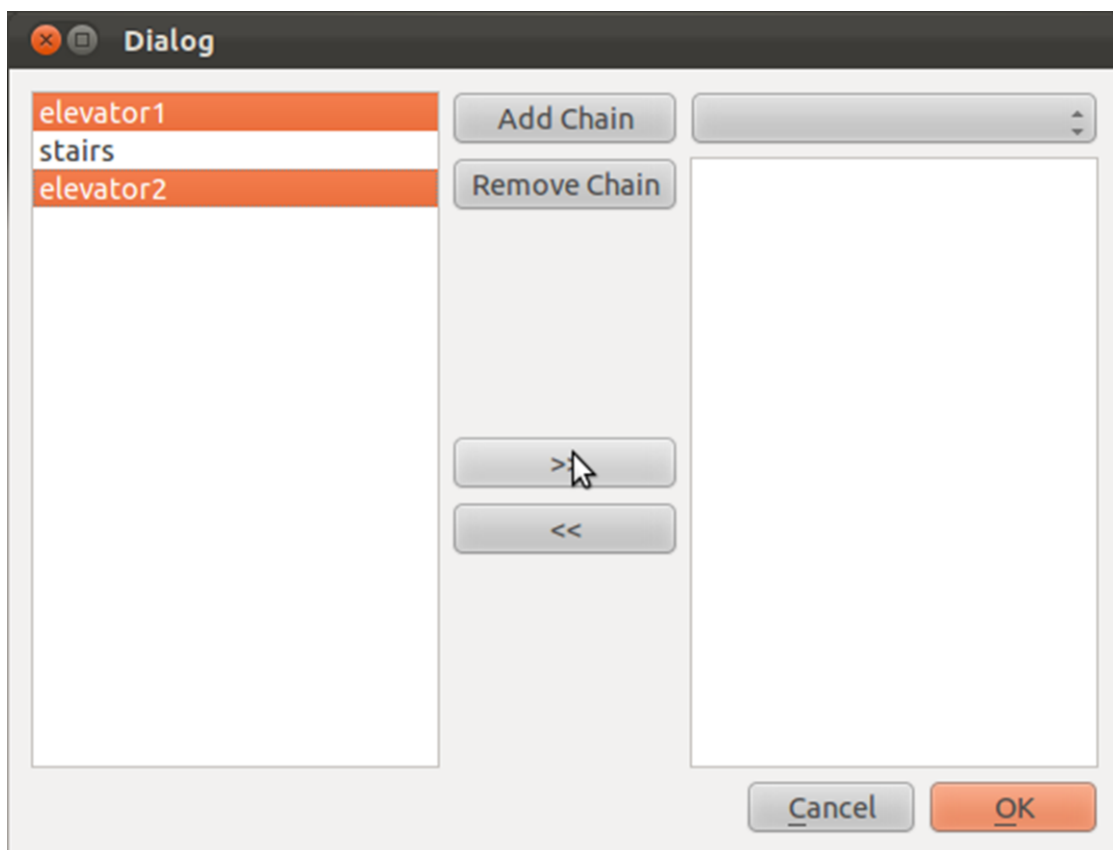 Dialog
elevator1
stairs
elevator2
Add Chain
Remove Chain
<<
Cancel
OK